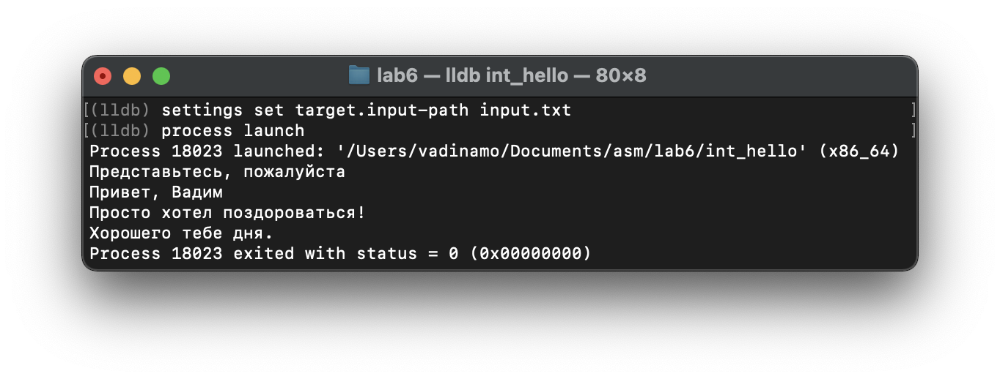 lab6 — lldb int_hello — 80×8
[(lldb) settings set target.input-path input.txt ]
[(lldb) process launch ]
Process 18023 launched: '/Users/vadinamo/Documents/asm/lab6/int_hello' (x86_64)
Представьтесь, пожалуйста
Привет, Вадим
Просто хотел поздороваться!
Хорошего тебе дня.
Process 18023 exited with status = 0 (0x00000000)